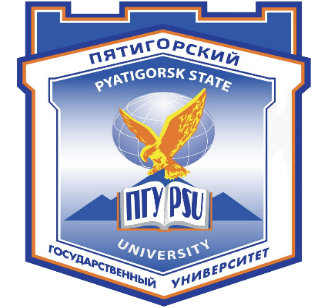 ПЯТИГОРСКИЙ
PYATIGORSK STATE
ПГУ PSU
UNIVERSITY
ГОСУДАРСТВЕННЫЙ УНИВЕРСИТЕТ